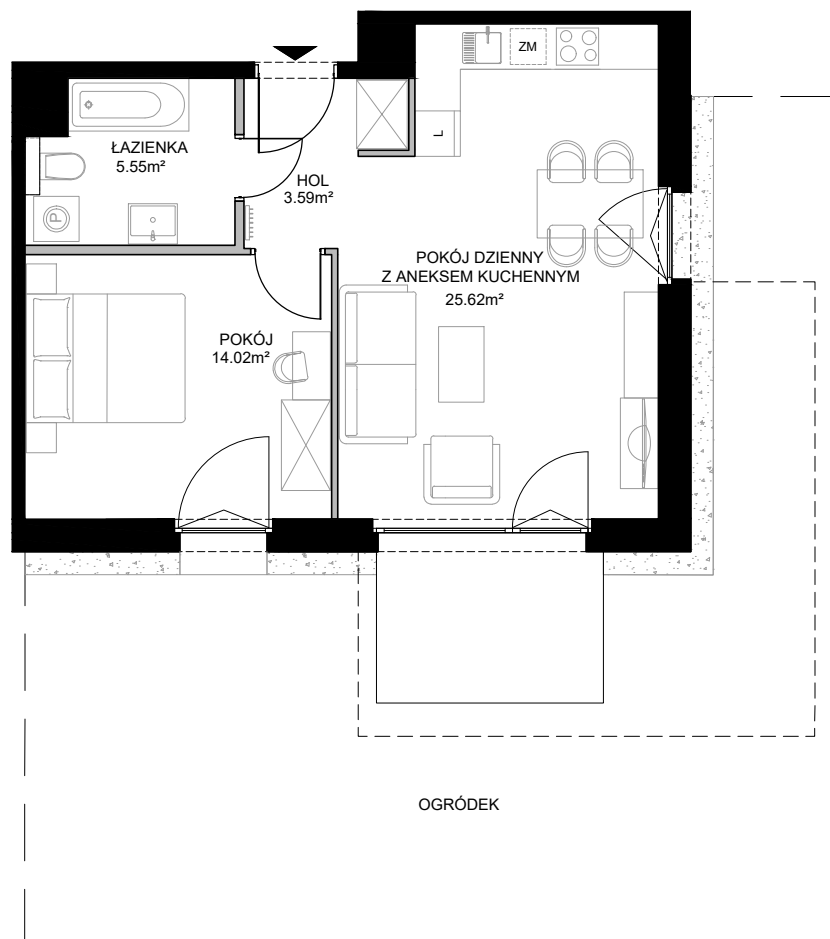 ZM
L
ŁAZIENKA
5.55m²
HOL
3.59m²
P
POKÓJ DZIENNY
Z ANEKSEM KUCHENNYM
25.62m²
POKÓJ
14.02m²
OGRÓDEK